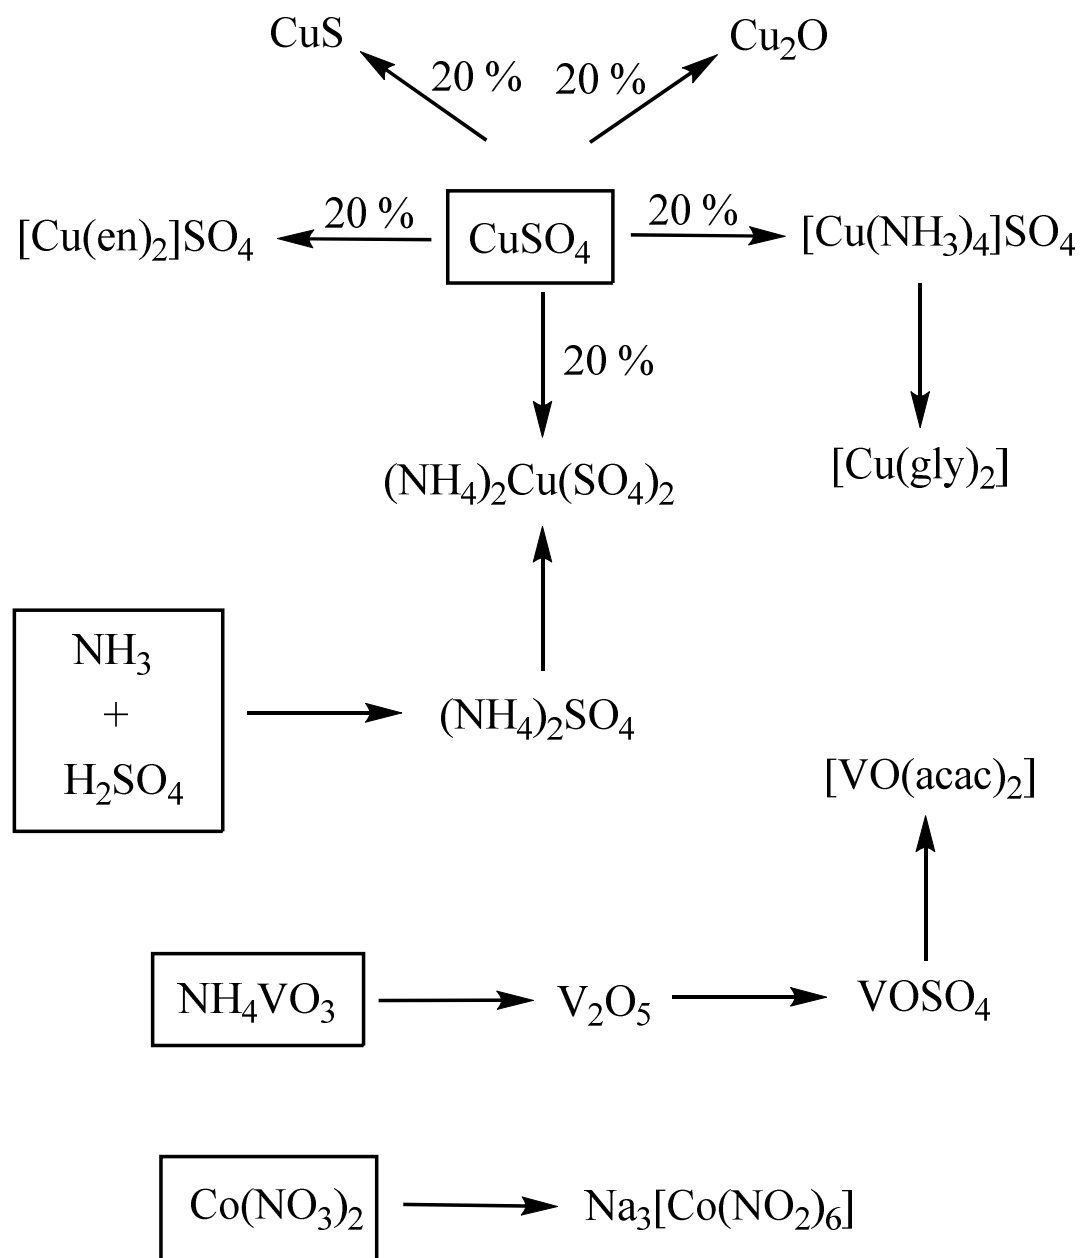 CuS
Cu₂O
20 %
20 %
[Cu(en)₂]SO₄
20 %
CuSO₄
20 %
[Cu(NH₃)₄]SO₄
20 %
(NH₄)₂Cu(SO₄)₂
[Cu(gly)₂]
NH₃
+
H₂SO₄
(NH₄)₂SO₄
[VO(acac)₂]
NH₄VO₃
V₂O₅
VOSO₄
Co(NO₃)₂
Na₃[Co(NO₂)₆]